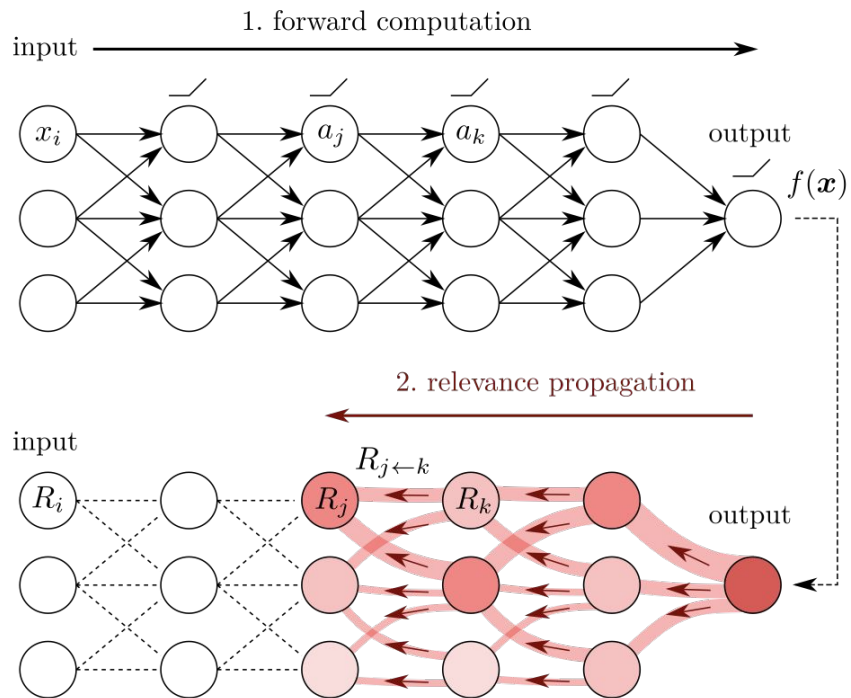 1. forward computation
input
x_i
a_j
a_k
output
f(x)
2. relevance propagation
input
R_{j←k}
R_i
R_j
R_k
output